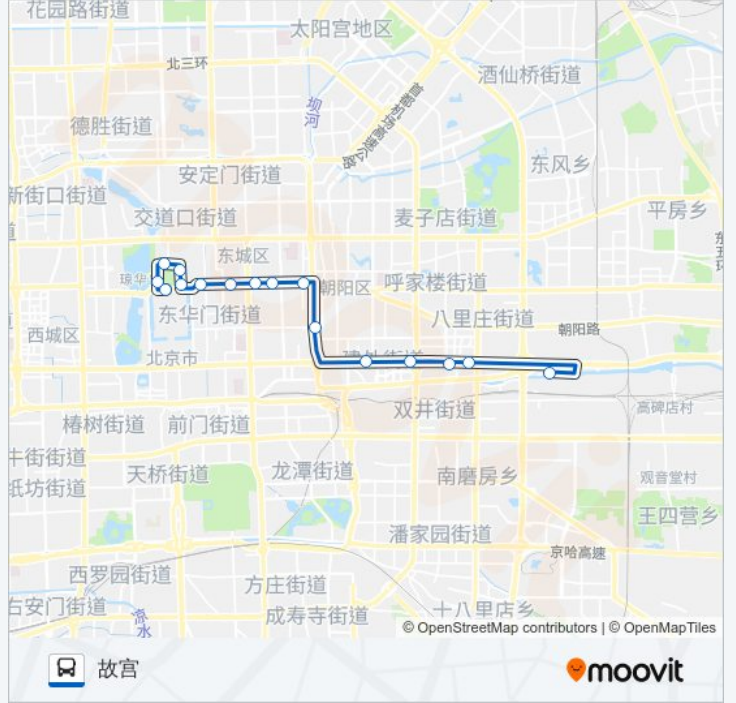 花园路街道
太阳宫地区
北三环
酒仙桥街道
首都机场高速公路
坝河
德胜街道
东风乡
安定门街道
新街口街道
平房乡
交道口街道
麦子店街道
东五环
东城区
琼华
朝阳区
呼家楼街道
东华门街道
八里庄街道
朝阳路
西城区
北京市
建外街道
双井街道
高碑店村
椿树街道
前门街道
牛街街道
天桥街道
龙潭街道
南磨房乡
观音堂村
纸坊街道
王四营乡
潘家园街道
京哈高速
西罗园街道
方庄街道
右安门街道
凉水
成寿寺街道
十八里店乡
© OpenStreetMap contributors | © OpenMapTiles
故宫
moovit